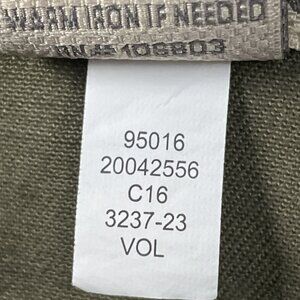 WARM IRON IF NEEDED
RN # 106803
95016
20042556
C16
3237-23
VOL